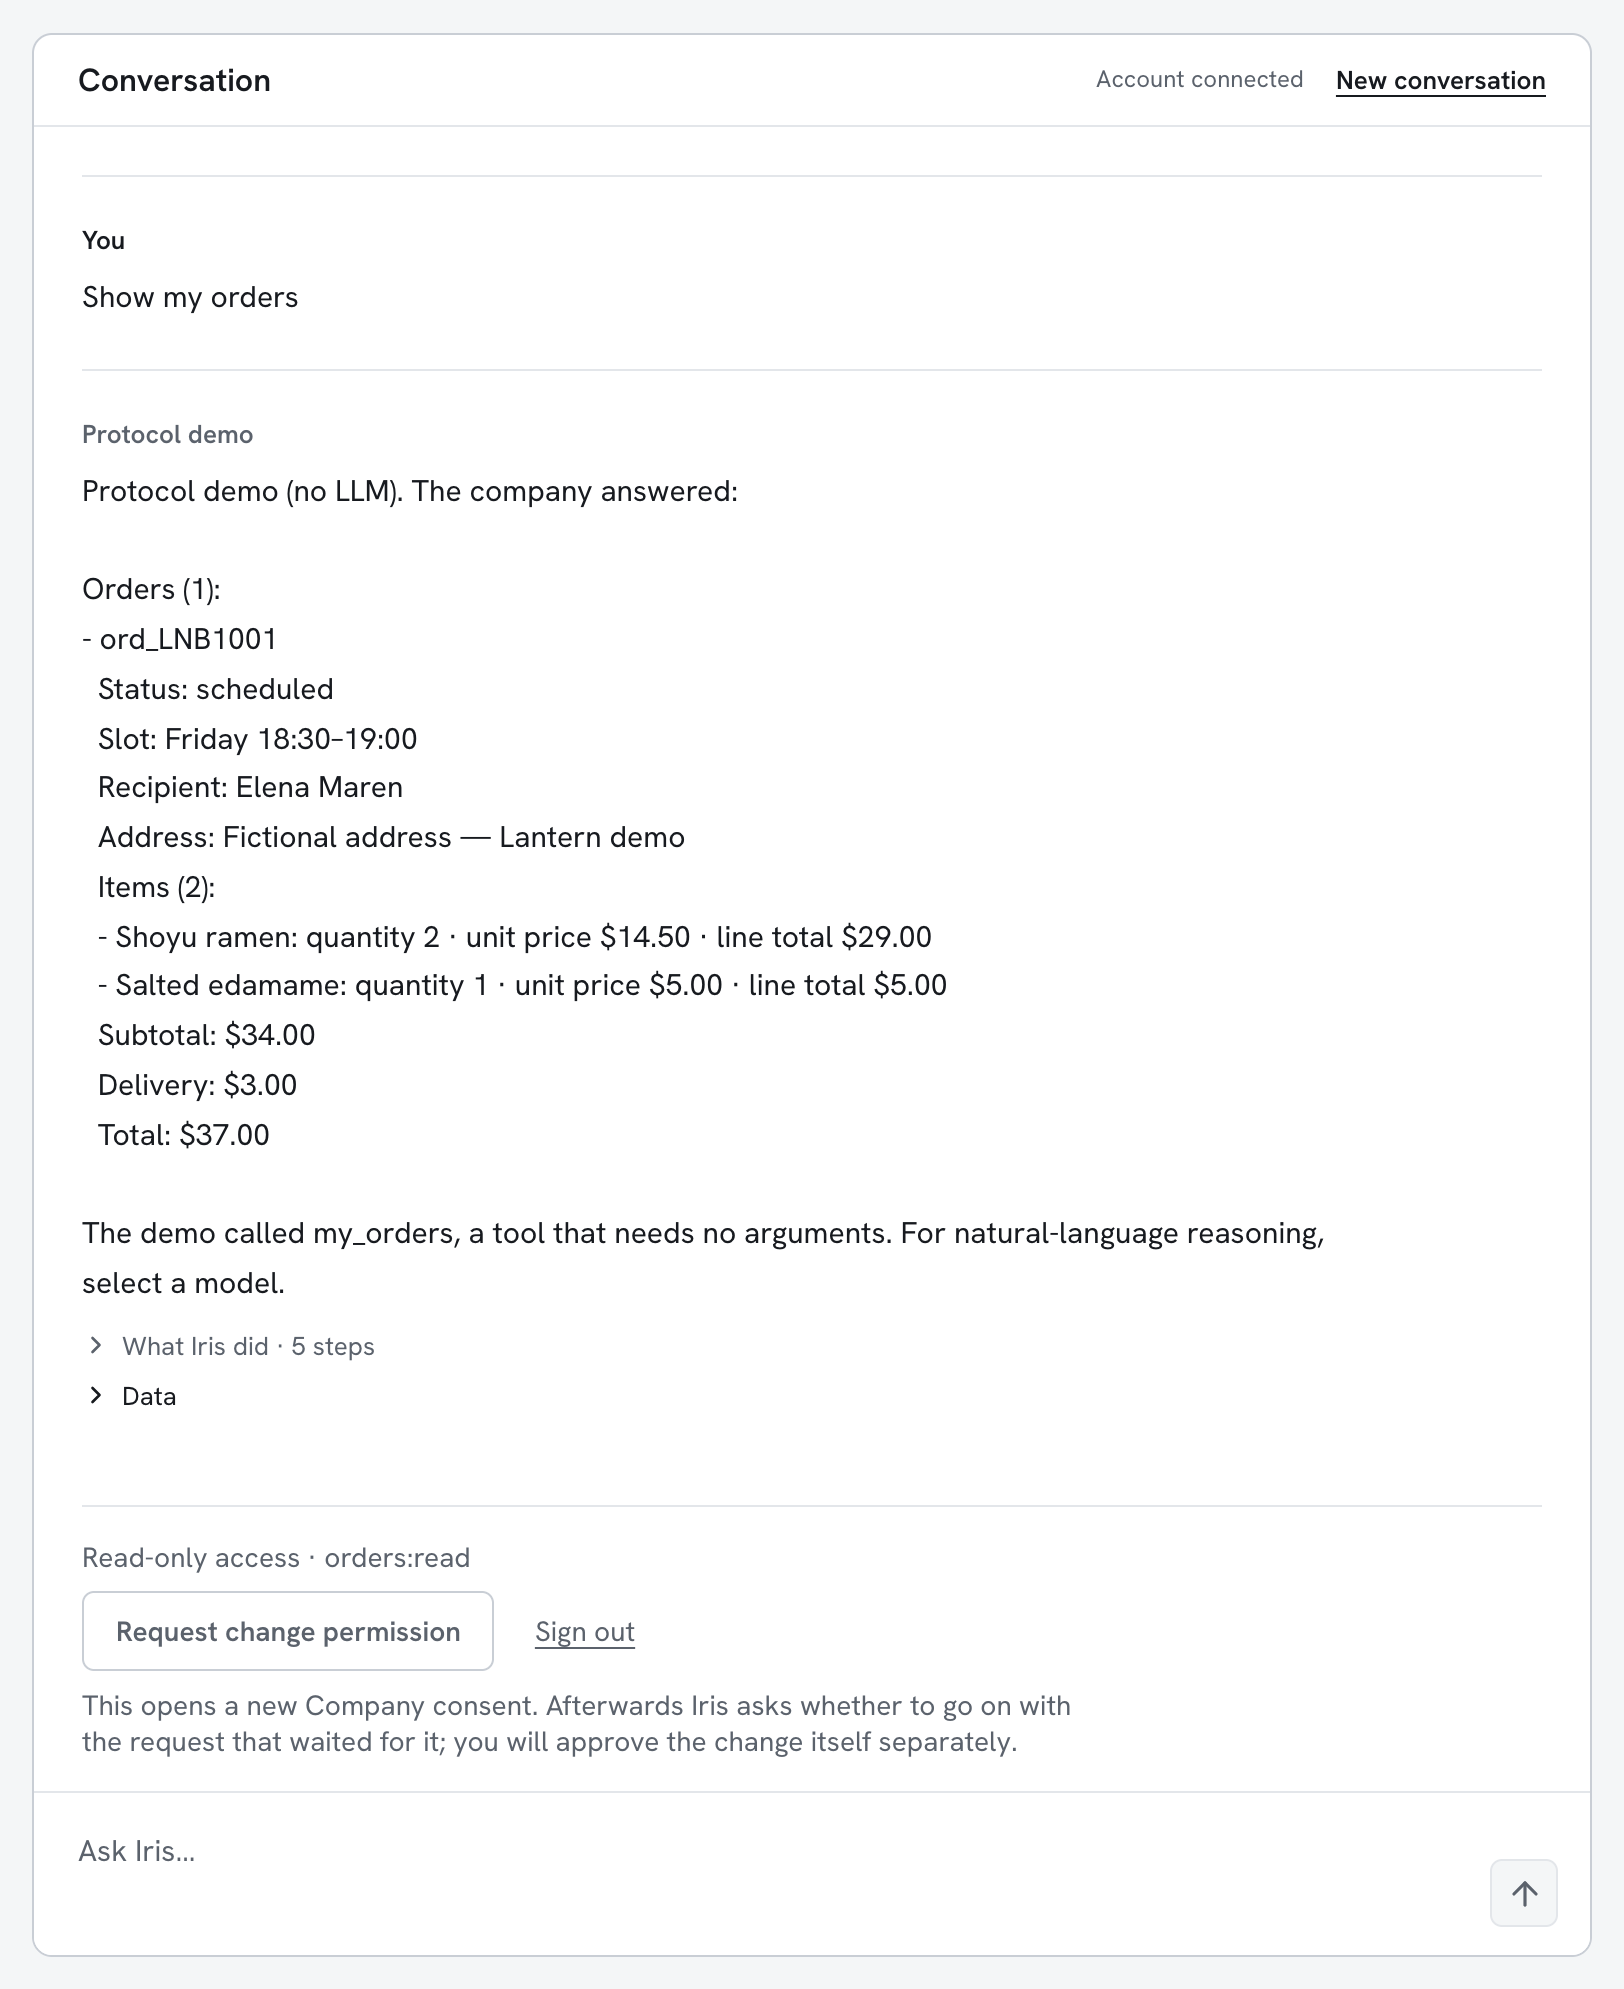 Conversation
Account connected
New conversation
You
Show my orders
Protocol demo
Protocol demo (no LLM). The company answered:
Orders (1):
- ord_LNB1001
Status: scheduled
Slot: Friday 18:30–19:00
Recipient: Elena Maren
Address: Fictional address — Lantern demo
Items (2):
- Shoyu ramen: quantity 2 · unit price $14.50 · line total $29.00
- Salted edamame: quantity 1 · unit price $5.00 · line total $5.00
Subtotal: $34.00
Delivery: $3.00
Total: $37.00
The demo called my_orders, a tool that needs no arguments. For natural-language reasoning,
select a model.
What Iris did · 5 steps
Data
Read-only access · orders:read
Request change permission
Sign out
This opens a new Company consent. Afterwards Iris asks whether to go on with
the request that waited for it; you will approve the change itself separately.
Ask Iris...